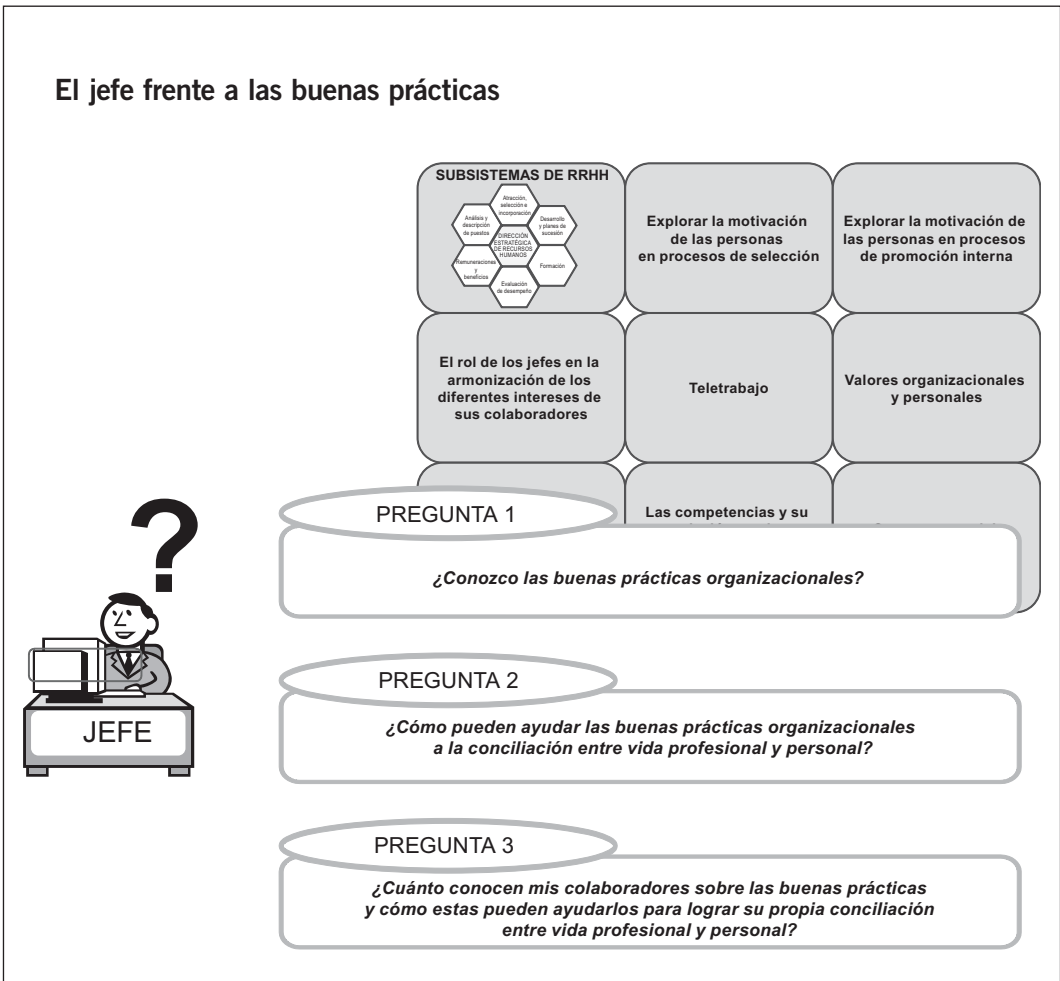 El jefe frente a las buenas prácticas
SUBSISTEMAS DE RRHH
Atracción,
selección e
incorporación
Análisis y
descripción
de puestos
Desarrollo
y planes de
sucesión
DIRECCIÓN
ESTRATÉGICA
DE RECURSOS
HUMANOS
Remuneraciones
y
beneficios
Formación
Evaluación
de desempeño
Explorar la motivación
de las personas
en procesos de selección
Explorar la motivación de
las personas en procesos
de promoción interna
El rol de los jefes en la
armonización de los
diferentes intereses de
sus colaboradores
Teletrabajo
Valores organizacionales
y personales
Las competencias y su
?
JEFE
PREGUNTA 1
¿Conozco las buenas prácticas organizacionales?
PREGUNTA 2
¿Cómo pueden ayudar las buenas prácticas organizacionales
a la conciliación entre vida profesional y personal?
PREGUNTA 3
¿Cuánto conocen mis colaboradores sobre las buenas prácticas
y cómo estas pueden ayudarlos para lograr su propia conciliación
entre vida profesional y personal?